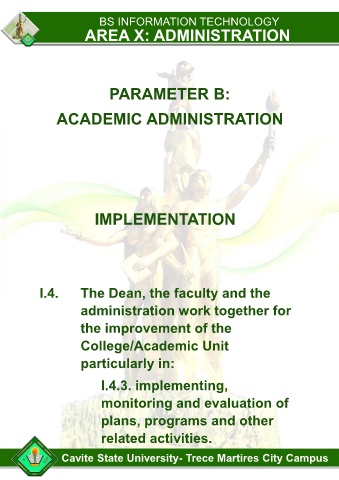 BS INFORMATION TECHNOLOGY
AREA X: ADMINISTRATION
PARAMETER B:
ACADEMIC ADMINISTRATION
IMPLEMENTATION
I.4. The Dean, the faculty and the
administration work together for
the improvement of the
College/Academic Unit
particularly in:
I.4.3. implementing,
monitoring and evaluation of
plans, programs and other
related activities.
Cavite State University- Trece Martires City Campus